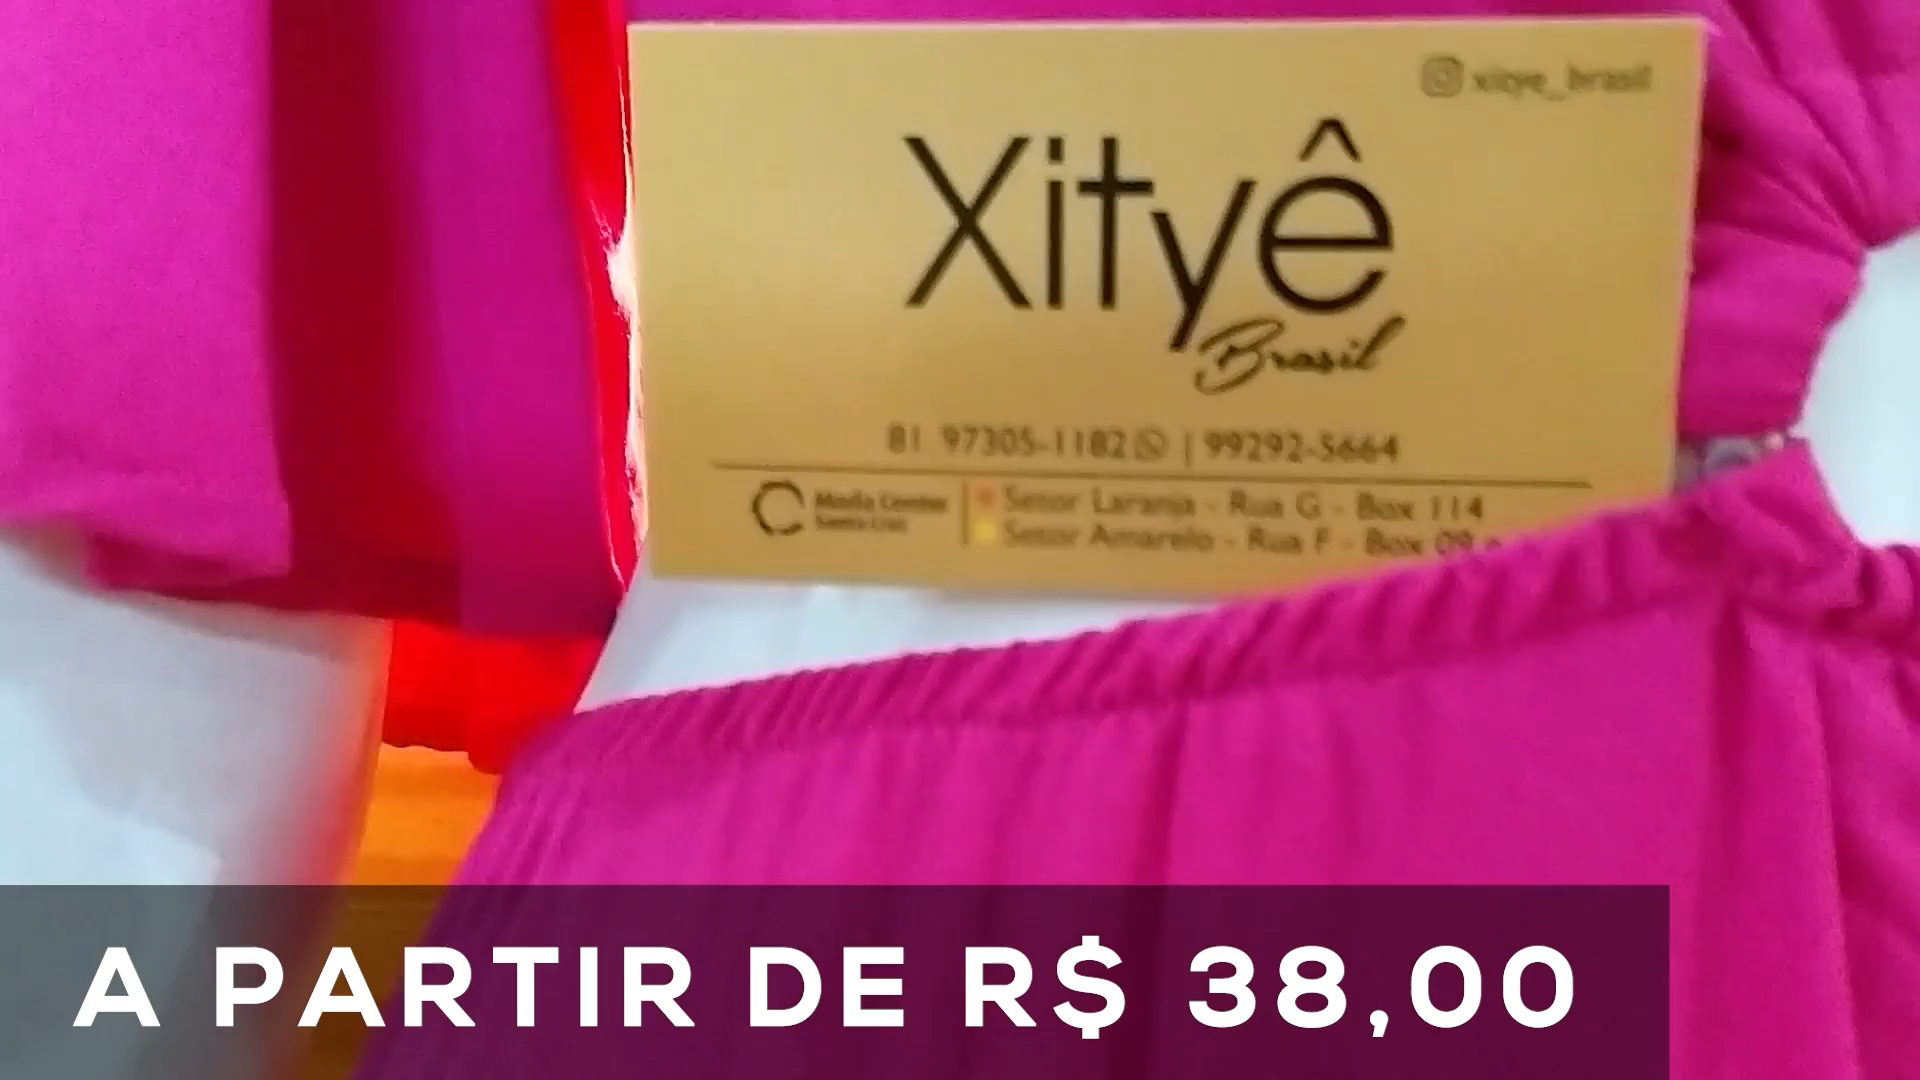 xitye_brasil
Xityê
Brasil
81 97305-1182 | 99292-5664
Moda Center
Santa Cruz
Setor Laranja - Rua G - Box 114
Setor Amarelo - Rua F - Box 09
A PARTIR DE R$ 38,00